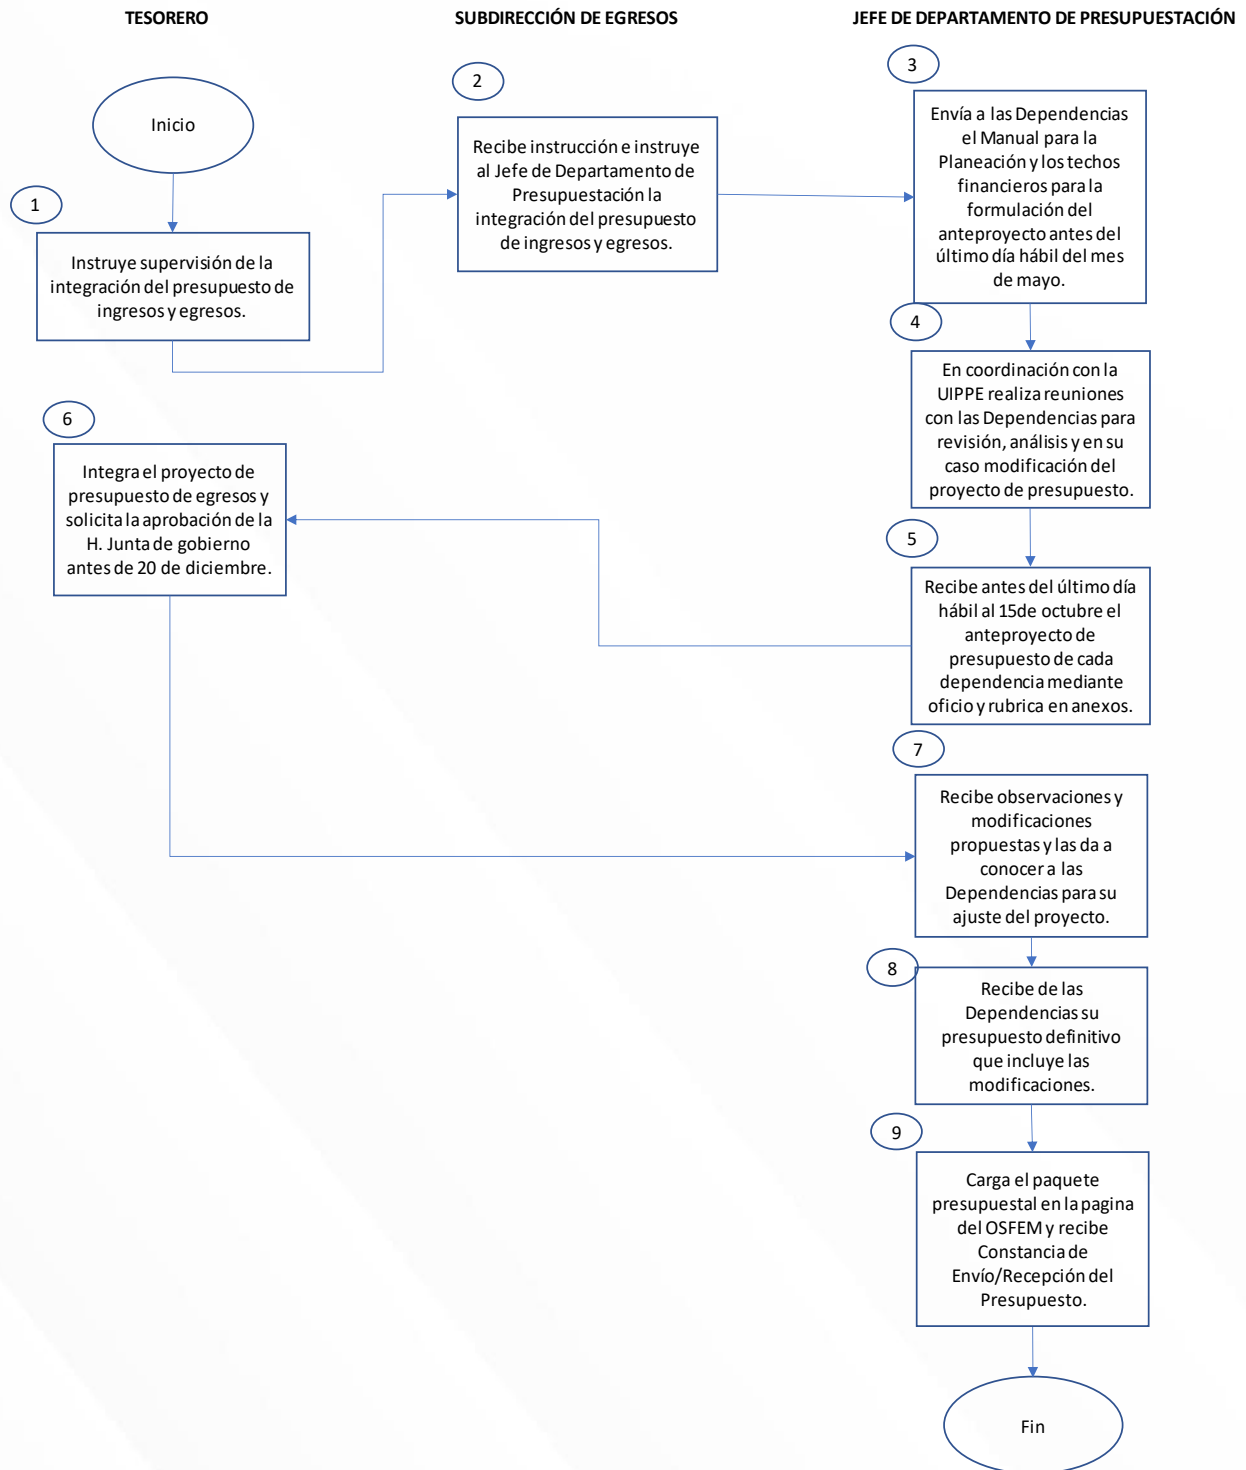 TESORERO
SUBDIRECCIÓN DE EGRESOS
JEFE DE DEPARTAMENTO DE PRESUPUESTACIÓN
Inicio
1
Instruye supervisión de la
integración del presupuesto de
ingresos y egresos.
2
Recibe instrucción e instruye
al Jefe de Departamento de
Presupuestación la
integración del presupuesto
de ingresos y egresos.
3
Envía a las Dependencias
el Manual para la
Planeación y los techos
financieros para la
formulación del
anteproyecto antes del
último día hábil del mes
de mayo.
4
En coordinación con la
UIPPE realiza reuniones
con las Dependencias para
revisión, análisis y en su
caso modificación del
proyecto de presupuesto.
5
Recibe antes del último día
hábil al 15de octubre el
anteproyecto de
presupuesto de cada
dependencia mediante
oficio y rubrica en anexos.
6
Integra el proyecto de
presupuesto de egresos y
solicita la aprobación de la
H. Junta de gobierno
antes de 20 de diciembre.
7
Recibe observaciones y
modificaciones
propuestas y las da a
conocer a las
Dependencias para su
ajuste del proyecto.
8
Recibe de las
Dependencias su
presupuesto definitivo
que incluye las
modificaciones.
9
Carga el paquete
presupuestal en la pagina
del OSFEM y recibe
Constancia de
Envío/Recepción del
Presupuesto.
Fin